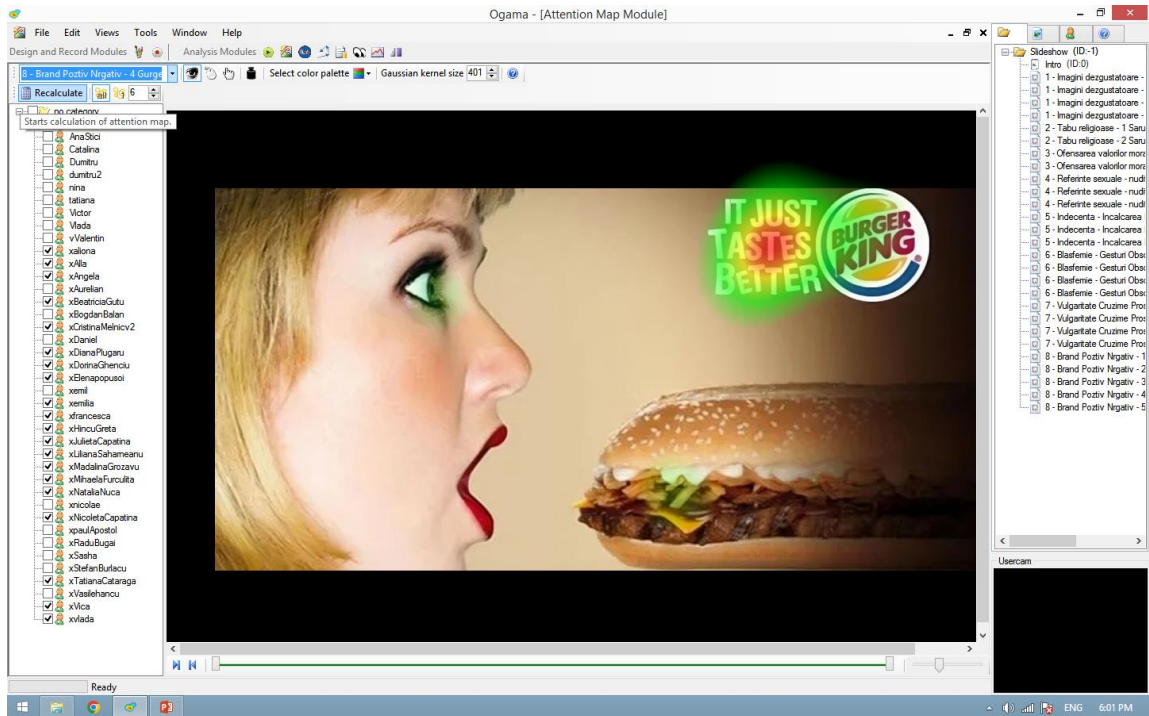 Ogama - [Attention Map Module]
File Edit Views Tools Window Help
Design and Record Modules Analysis Modules
8 - Brand Poztiv Nrgativ - 4 Gurge Select color palette Gaussian kernel size 401
Recalculate 6
no category
Starts calculation of attention map.
AnaStici
Catalina
Dumitru
dumitru2
nina
tatiana
Victor
Vlada
vValentin
xaliona
xAlla
xAngela
xAurelian
xBeatriciaGutu
xBogdanBalan
xCristinaMelnicv2
xDaniel
xDianaPlugaru
xDorinaGhenciu
xElenapopusoi
xemil
xemilia
xfrancesca
xHincuGreta
xJulietaCapatina
xLilianaSahameanu
xMadalinaGrozavu
xMihaelaFurculita
xNataliaNuca
xnicolae
xNicoletaCapatina
xpaulApostol
xRaduBugai
xSasha
xStefanBurlacu
xTatianaCataraga
xVasilehancu
xVica
xvlada
IT JUST
TASTES
BETTER
BURGER
KING
Slideshow (ID:-1)
Intro (ID:0)
1 - Imagini dezgustatoare -
1 - Imagini dezgustatoare -
1 - Imagini dezgustatoare -
1 - Imagini dezgustatoare -
2 - Tabu religioase - 1 Saru
2 - Tabu religioase - 2 Saru
3 - Ofensarea valorilor mora
3 - Ofensarea valorilor mora
4 - Referinte sexuale - nudi
4 - Referinte sexuale - nudi
4 - Referinte sexuale - nudi
5 - Indecenta - Incalcarea
5 - Indecenta - Incalcarea
5 - Indecenta - Incalcarea
6 - Blasfemie - Gesturi Obsc
6 - Blasfemie - Gesturi Obsc
6 - Blasfemie - Gesturi Obsc
6 - Blasfemie - Gesturi Obsc
7 - Vulgaritate Cruzime Pros
7 - Vulgaritate Cruzime Pros
7 - Vulgaritate Cruzime Pros
7 - Vulgaritate Cruzime Pros
8 - Brand Poztiv Nrgativ - 1
8 - Brand Poztiv Nrgativ - 2
8 - Brand Poztiv Nrgativ - 3
8 - Brand Poztiv Nrgativ - 4
8 - Brand Poztiv Nrgativ - 5
Usercam
Ready
ENG 6:01 PM